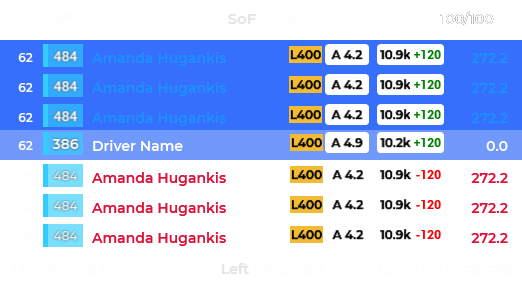 SoF 100/100
62 484 Amanda Hugankis L400 A 4.2 10.9k +120 272.2
62 484 Amanda Hugankis L400 A 4.2 10.9k +120 272.2
62 484 Amanda Hugankis L400 A 4.2 10.9k +120 272.2
62 386 Driver Name L400 A 4.9 10.2k +120 0.0
484 Amanda Hugankis L400 A 4.2 10.9k -120 272.2
484 Amanda Hugankis L400 A 4.2 10.9k -120 272.2
484 Amanda Hugankis L400 A 4.2 10.9k -120 272.2
Left